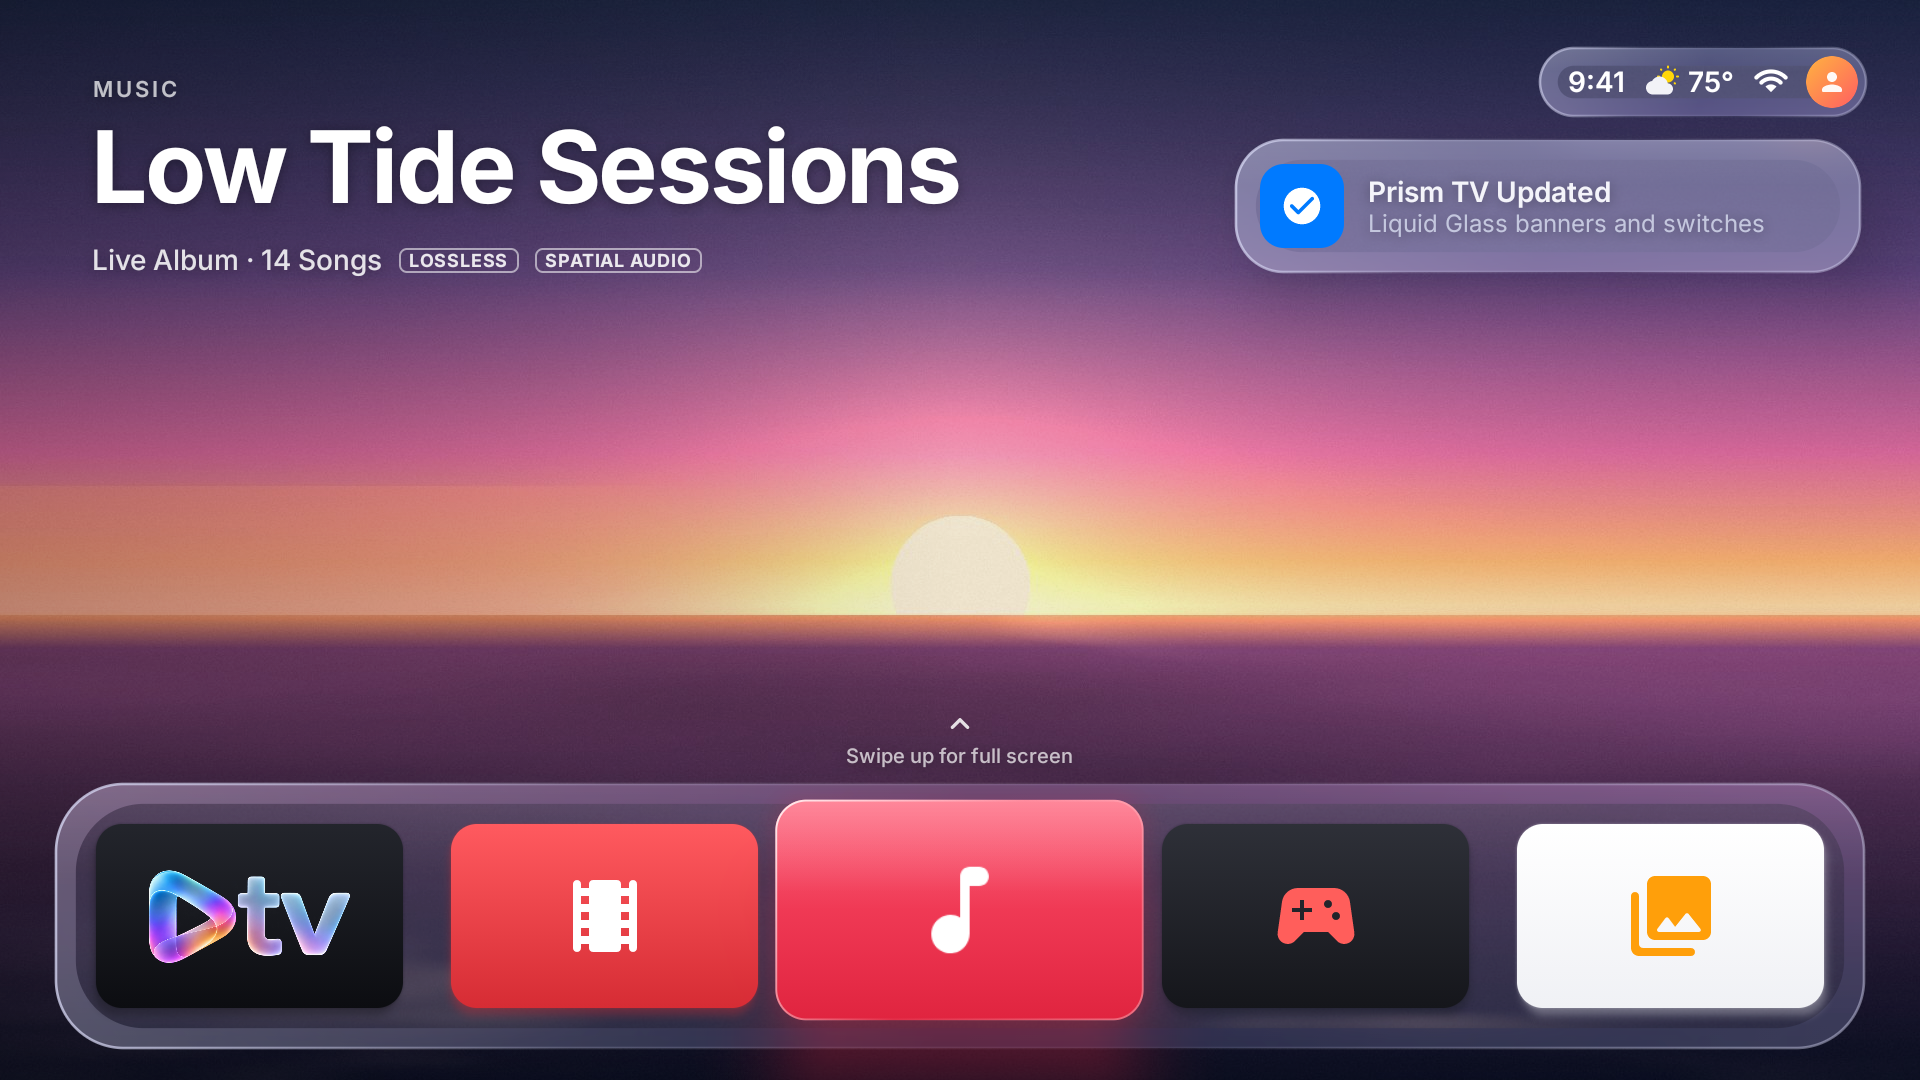 MUSIC
Low Tide Sessions
Live Album · 14 Songs LOSSLESS SPATIAL AUDIO
9:41 75°
Prism TV Updated
Liquid Glass banners and switches
Swipe up for full screen
tv